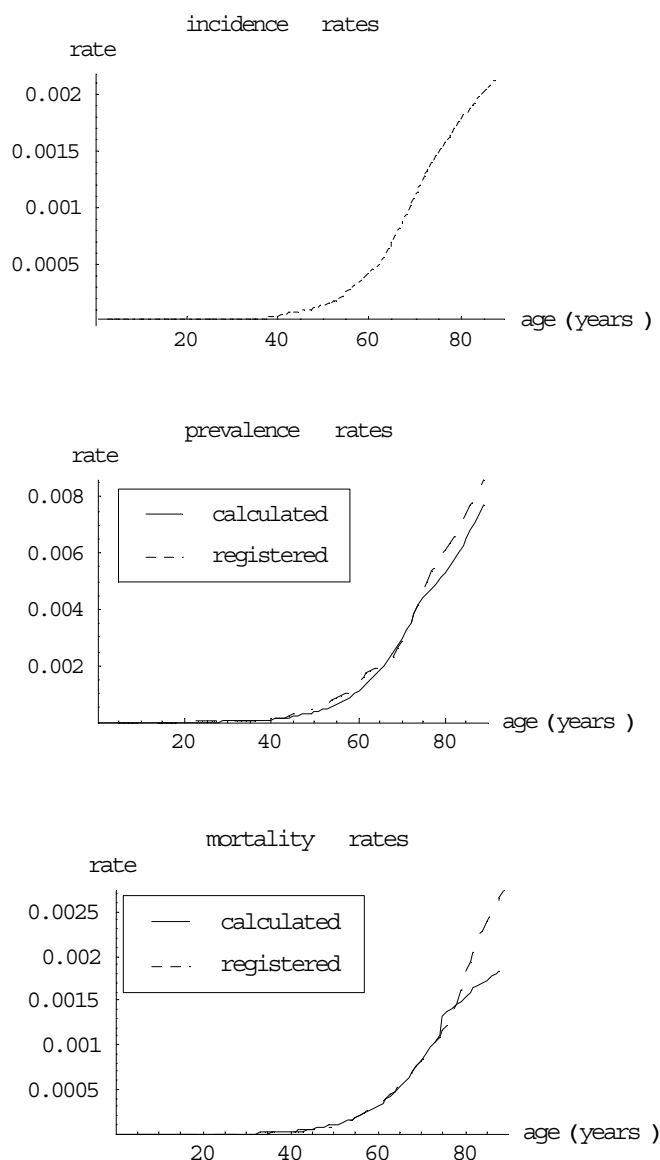 incidence rates
rate
0.002
0.0015
0.001
0.0005
20 40 60 80
age (years )
prevalence rates
rate
0.008
0.006
0.004
0.002
calculated
registered
20 40 60 80
age (years )
mortality rates
rate
0.0025
0.002
0.0015
0.001
0.0005
calculated
registered
20 40 60 80
age (years )